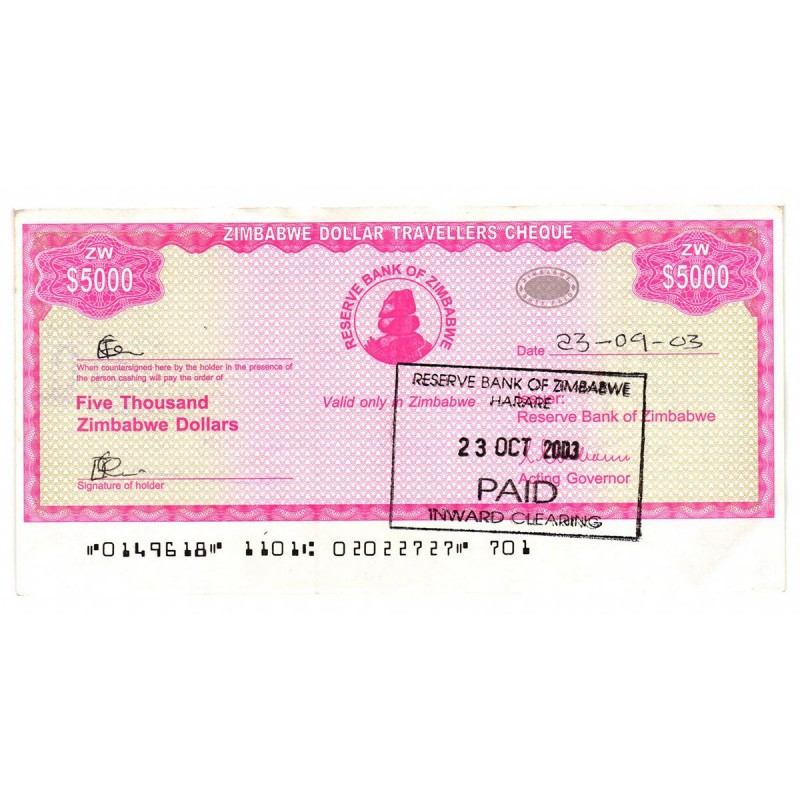 ZIMBABWE DOLLAR TRAVELLERS CHEQUE
ZW
$5000
ZW
$5000
RESERVE BANK OF ZIMBABWE
Date 23-09-03
When countersigned here by the holder in the presence of
the person cashing will pay the order of
Five Thousand
Zimbabwe Dollars
Valid only in Zimbabwe
Reserve Bank of Zimbabwe
Acting Governor
Signature of holder
RESERVE BANK OF ZIMBABWE
HARARE
23 OCT 2003
PAID
INWARD CLEARING
⑈0149618⑈ 1101⑆ 02022727⑈ 701